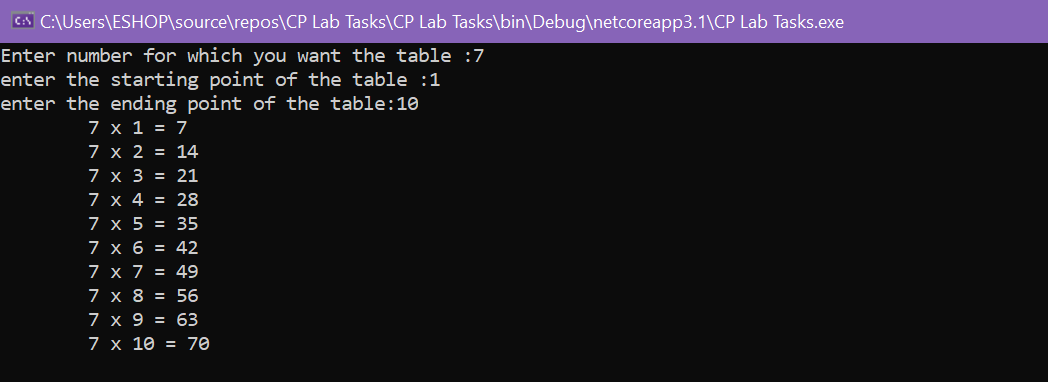 C:\Users\ESHOP\source\repos\CP Lab Tasks\CP Lab Tasks\bin\Debug\netcoreapp3.1\CP Lab Tasks.exe
Enter number for which you want the table :7
enter the starting point of the table :1
enter the ending point of the table:10
        7 x 1 = 7
        7 x 2 = 14
        7 x 3 = 21
        7 x 4 = 28
        7 x 5 = 35
        7 x 6 = 42
        7 x 7 = 49
        7 x 8 = 56
        7 x 9 = 63
        7 x 10 = 70